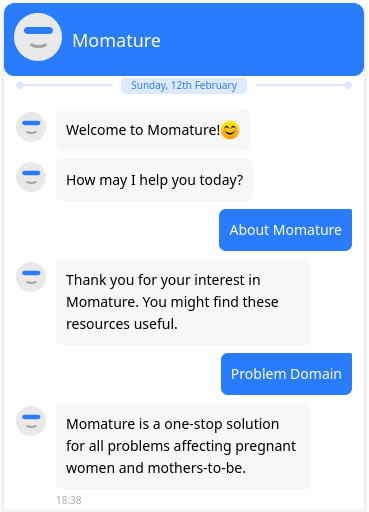 Momature
Sunday, 12th February
Welcome to Momature!😊
How may I help you today?
About Momature
Thank you for your interest in
Momature. You might find these
resources useful.
Problem Domain
Momature is a one-stop solution
for all problems affecting pregnant
women and mothers-to-be.
18:38